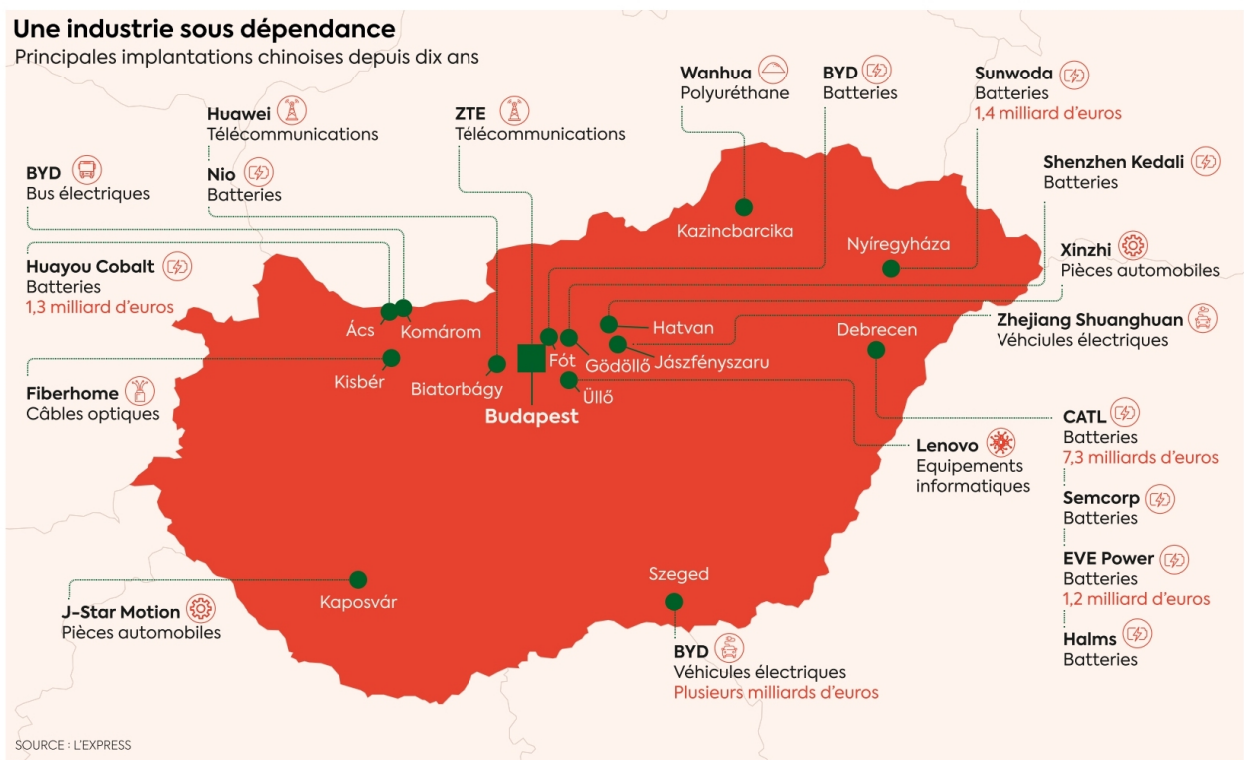 Une industrie sous dépendance
Principales implantations chinoises depuis dix ans
Huawei
Télécommunications
Nio
Batteries
ZTE
Télécommunications
Wanhua
Polyuréthane
BYD
Batteries
Sunwoda
Batteries
1,4 milliard d'euros
BYD
Bus électriques
Shenzhen Kedali
Batteries
Huayou Cobalt
Batteries
1,3 milliard d'euros
Xinzhi
Pièces automobiles
Zhejiang Shuanghuan
Véhciules électriques
Kazincbarcika
Nyíregyháza
Ács
Komárom
Hatvan
Debrecen
Kisbér
Biatorbágy
Fót
Gödöllő
Jászfényszaru
Üllő
Budapest
Fiberhome
Câbles optiques
Lenovo
Equipements
informatiques
CATL
Batteries
7,3 milliards d'euros
Semcorp
Batteries
EVE Power
Batteries
1,2 milliard d'euros
Halms
Batteries
Kaposvár
Szeged
J-Star Motion
Pièces automobiles
BYD
Véhicules électriques
Plusieurs milliards d'euros
SOURCE : L'EXPRESS